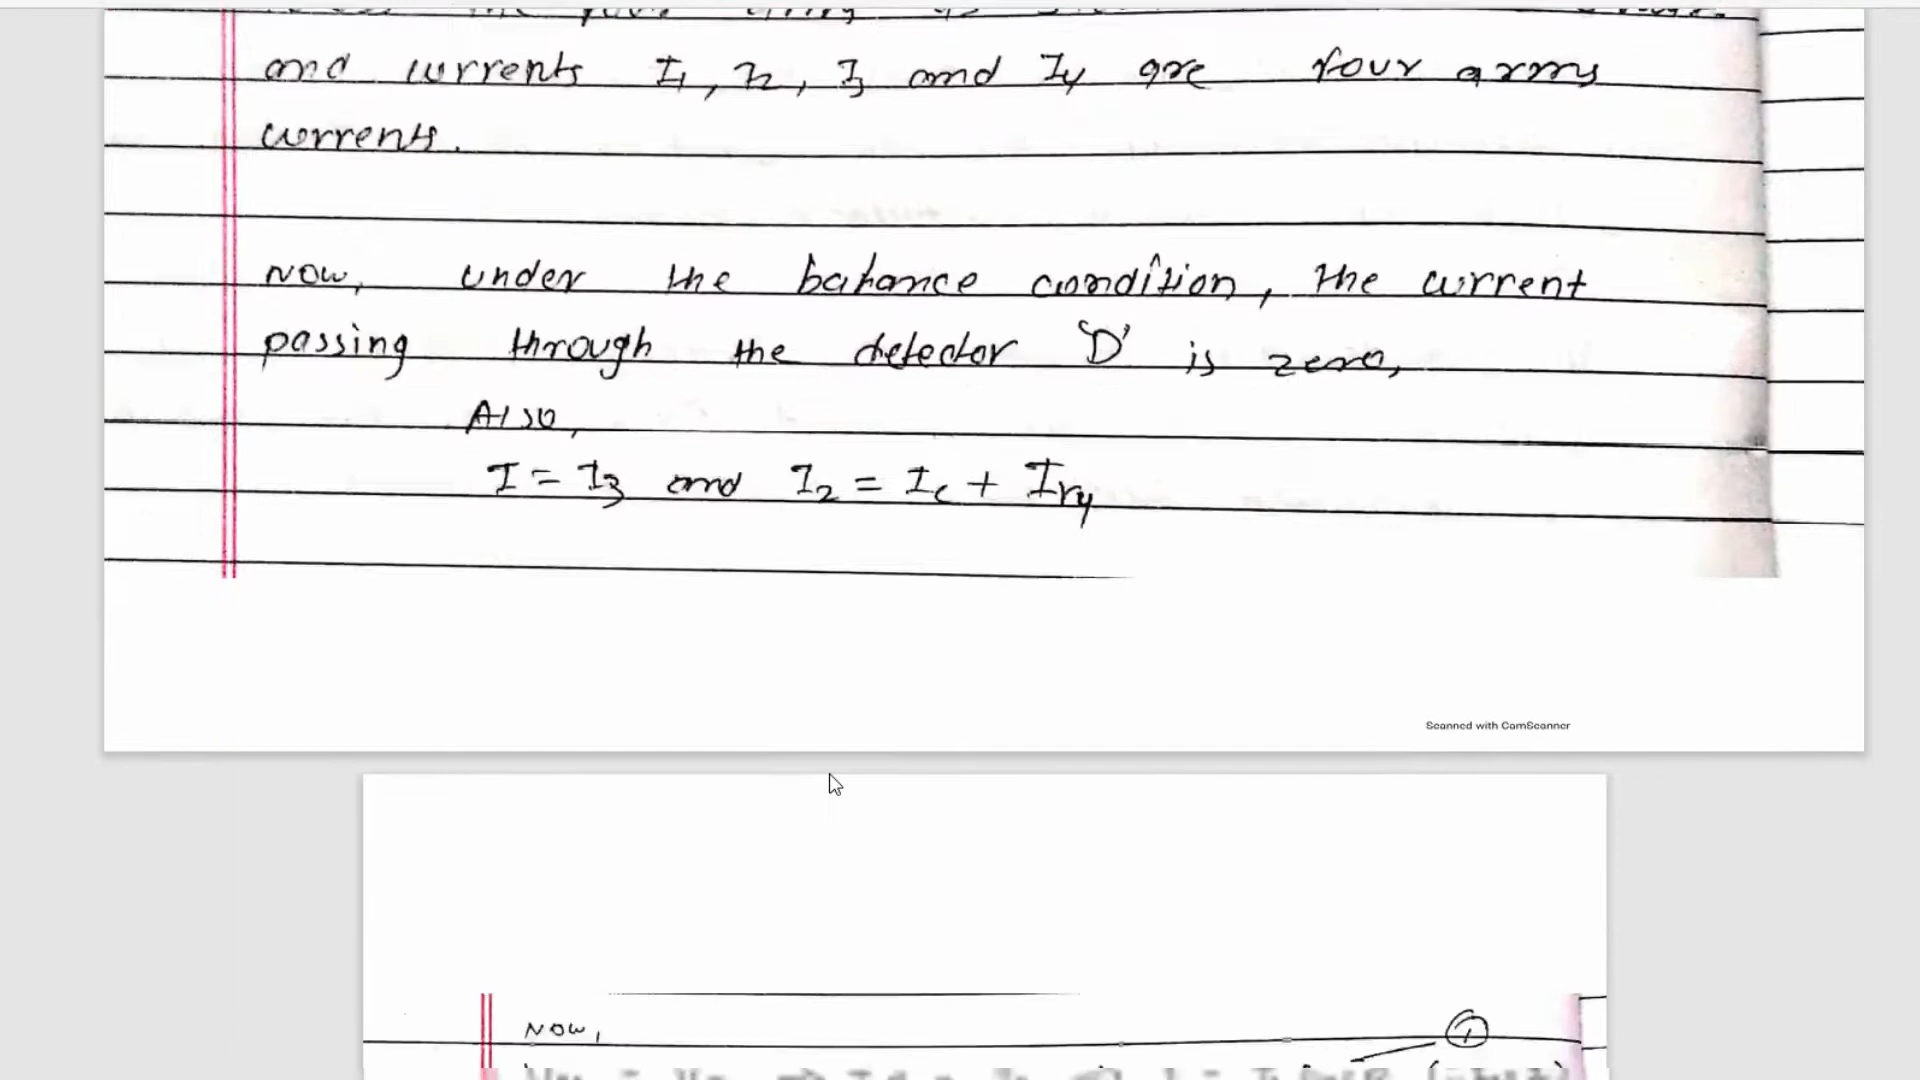 and currents I1, I2, I3 and I4 are four arms
currents.
Now, under the balance condition, the current
passing through the detector 'D' is zero,
Also,
I = I3 and I2 = Ic + Ir4
Scanned with CamScanner
Now, 1